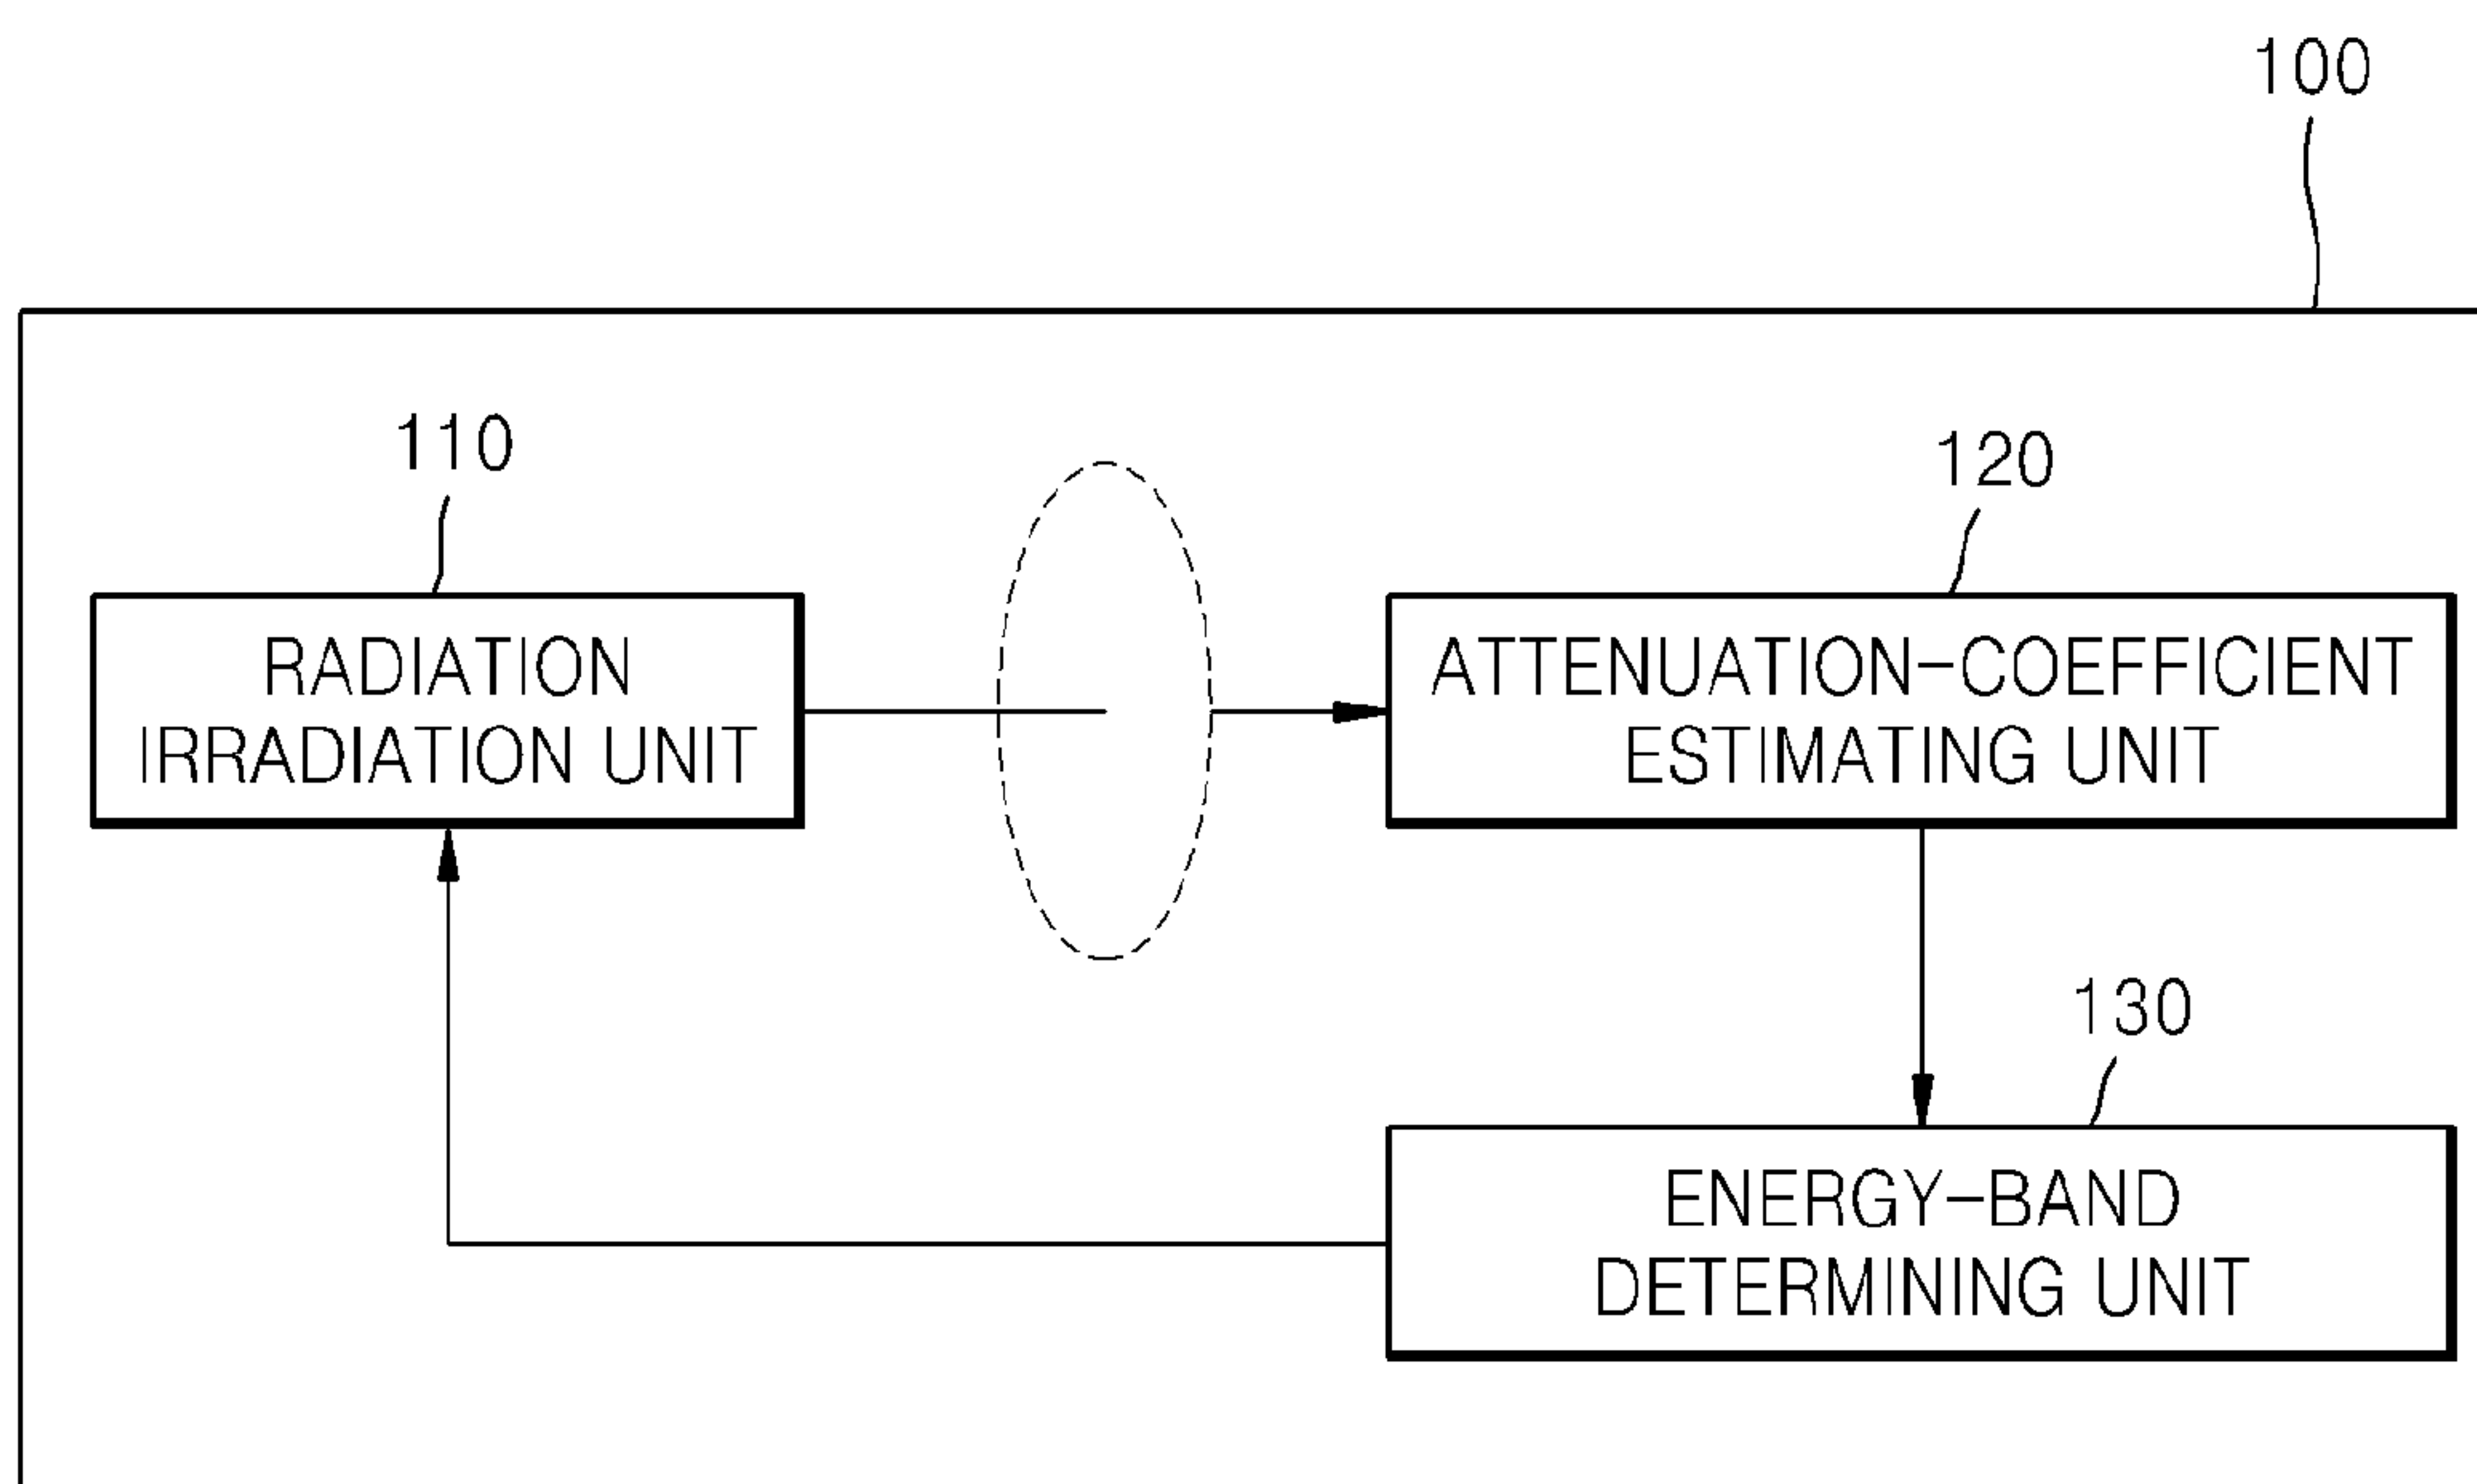 100
110
120
RADIATION
IRRADIATION UNIT
ATTENUATION-COEFFICIENT
ESTIMATING UNIT
130
ENERGY-BAND
DETERMINING UNIT